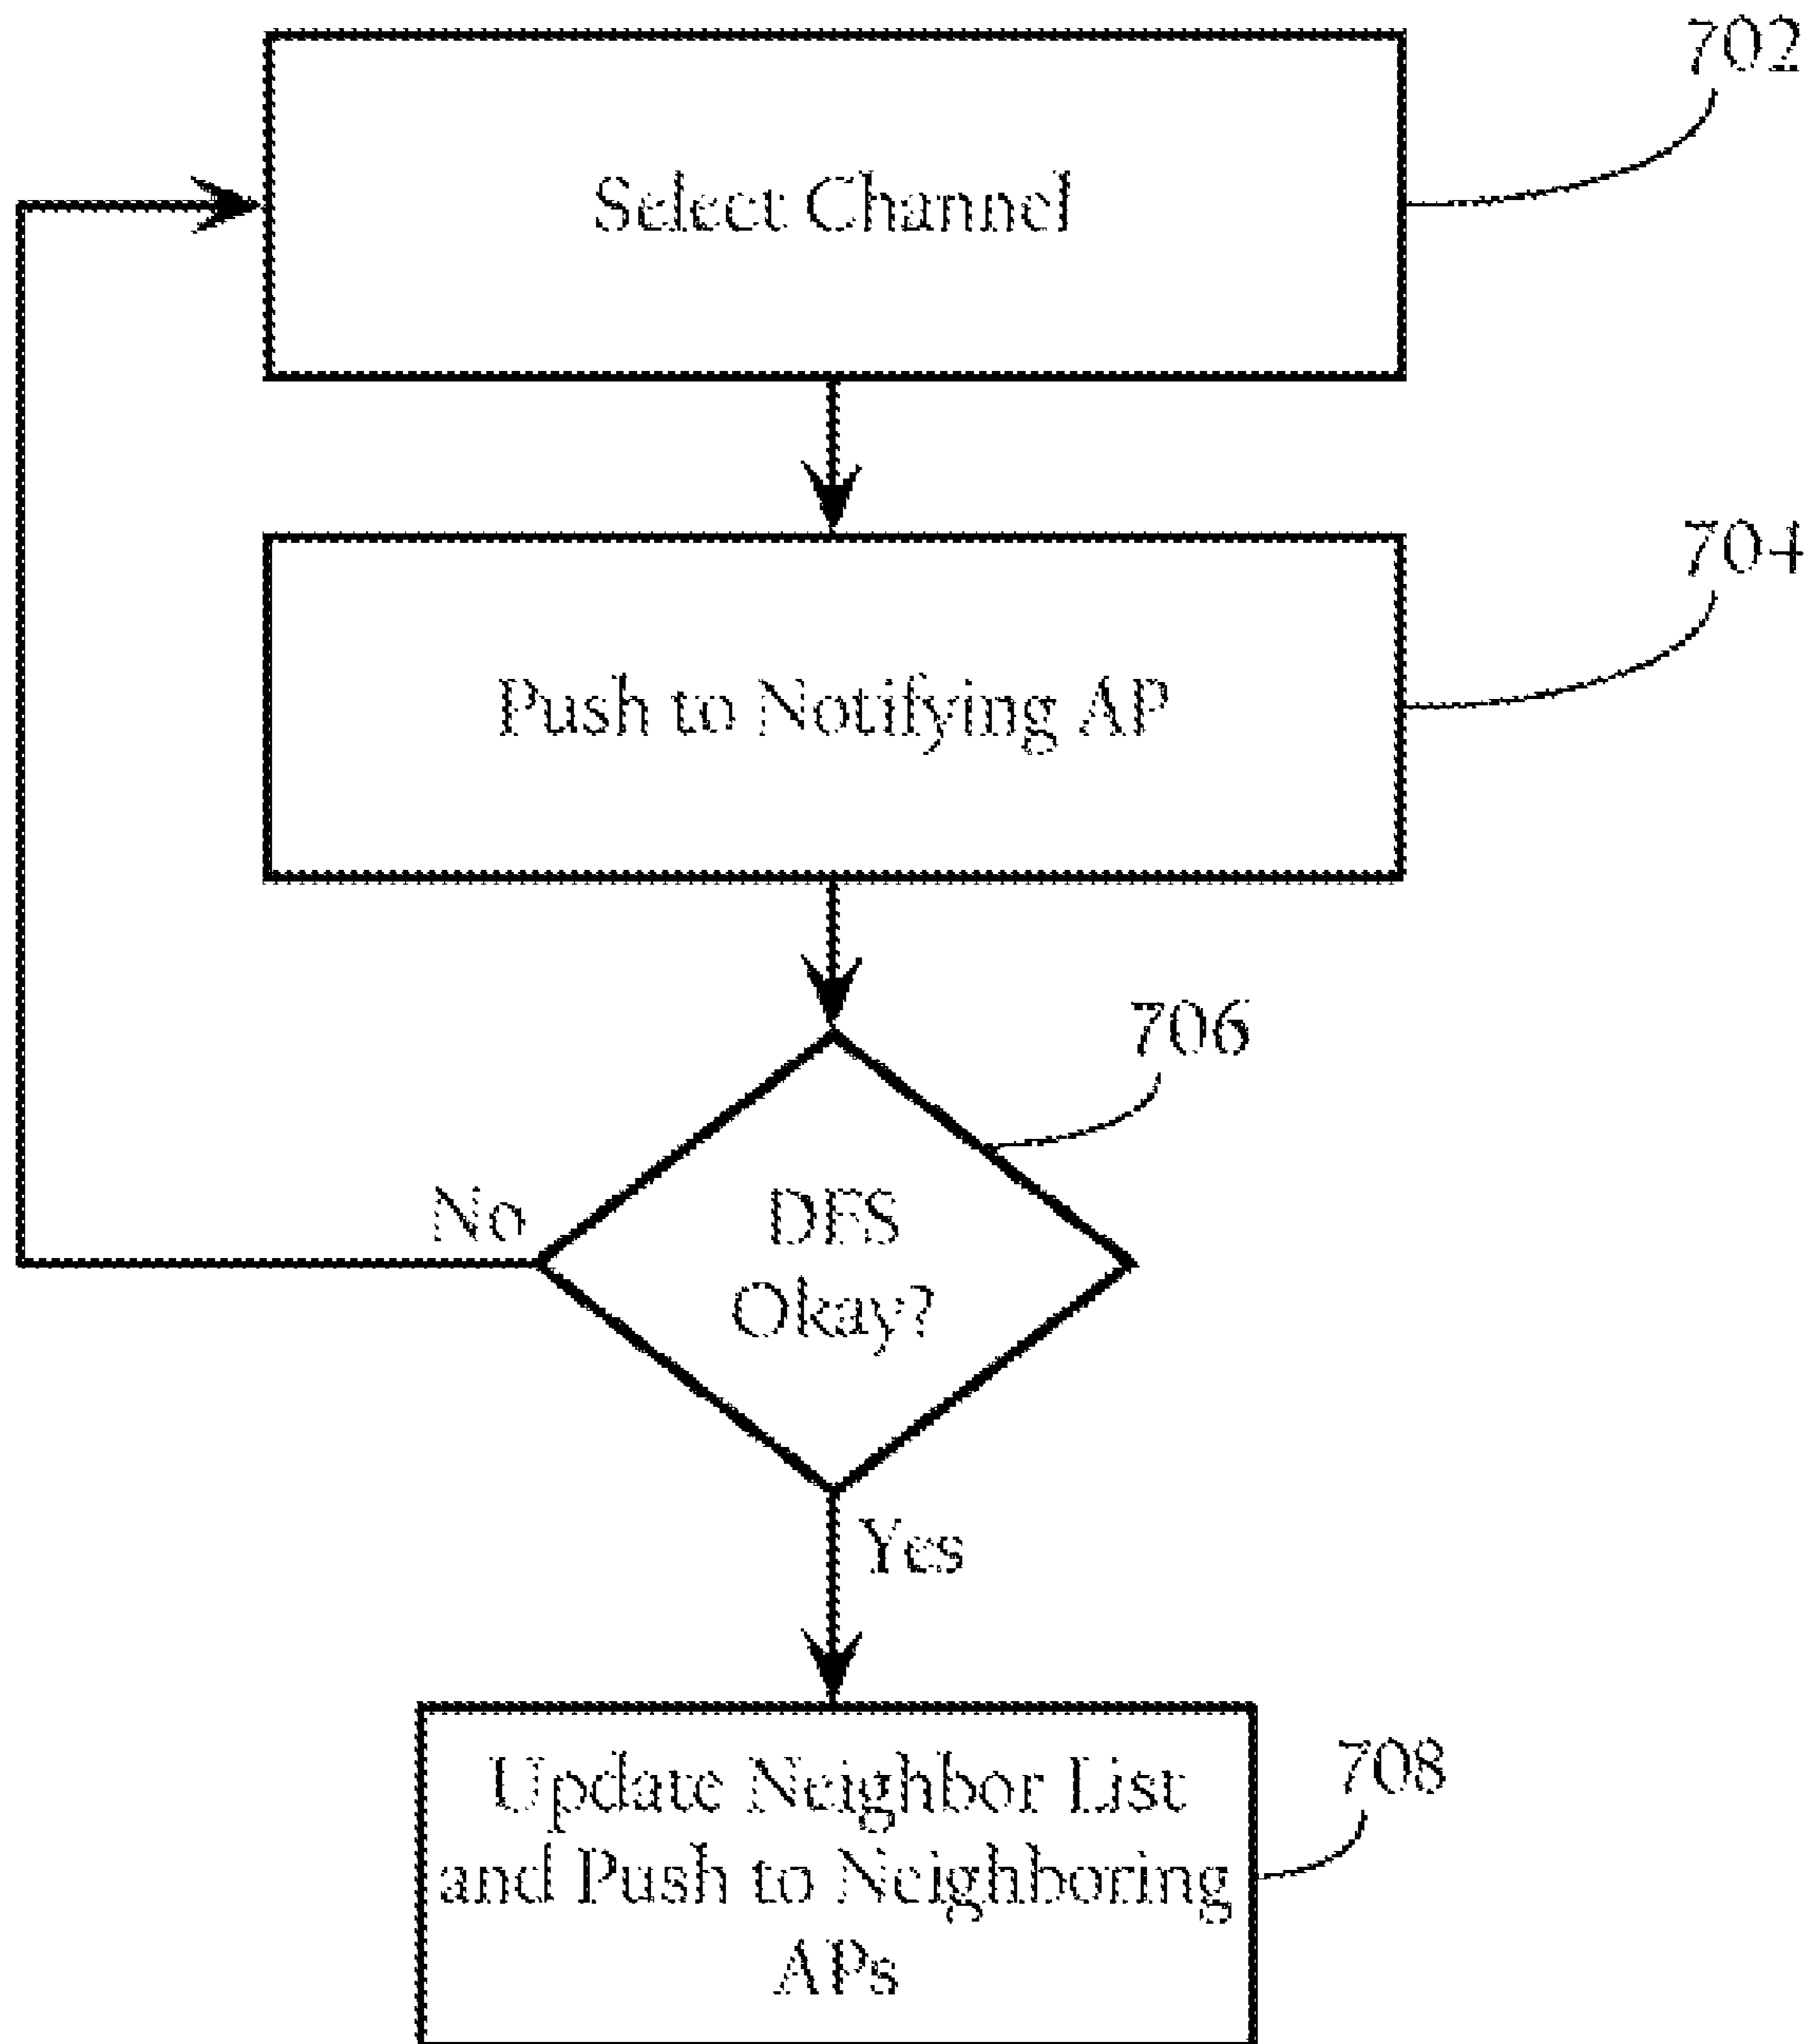 702
Select Channel
704
Push to Notifying AP
706
No
DFS
Okay?
Yes
708
Update Neighbor List
and Push to Neighboring
APs